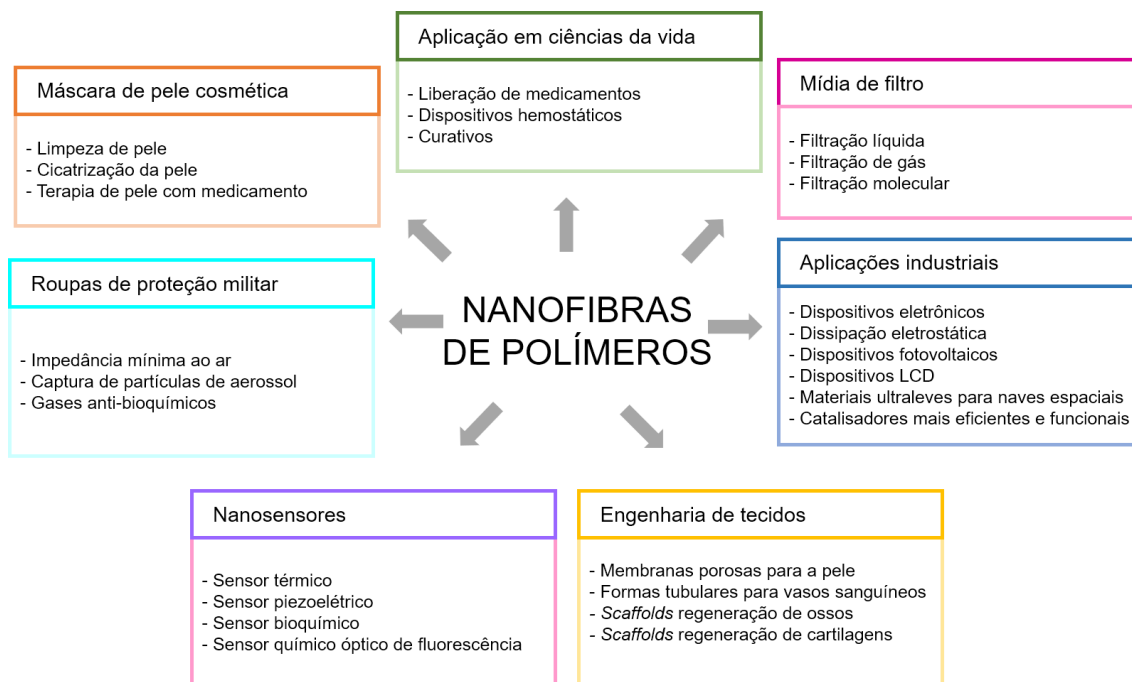 Aplicação em ciências da vida
- Liberação de medicamentos
- Dispositivos hemostáticos
- Curativos
Máscara de pele cosmética
- Limpeza de pele
- Cicatrização da pele
- Terapia de pele com medicamento
Mídia de filtro
- Filtração líquida
- Filtração de gás
- Filtração molecular
Roupas de proteção militar
- Impedância mínima ao ar
- Captura de partículas de aerossol
- Gases anti-bioquímicos
NANOFIBRAS
DE POLÍMEROS
Aplicações industriais
- Dispositivos eletrônicos
- Dissipação eletrostática
- Dispositivos fotovoltaicos
- Dispositivos LCD
- Materiais ultraleves para naves espaciais
- Catalisadores mais eficientes e funcionais
Nanosensores
- Sensor térmico
- Sensor piezoelétrico
- Sensor bioquímico
- Sensor químico óptico de fluorescência
Engenharia de tecidos
- Membranas porosas para a pele
- Formas tubulares para vasos sanguíneos
- Scaffolds regeneração de ossos
- Scaffolds regeneração de cartilagens